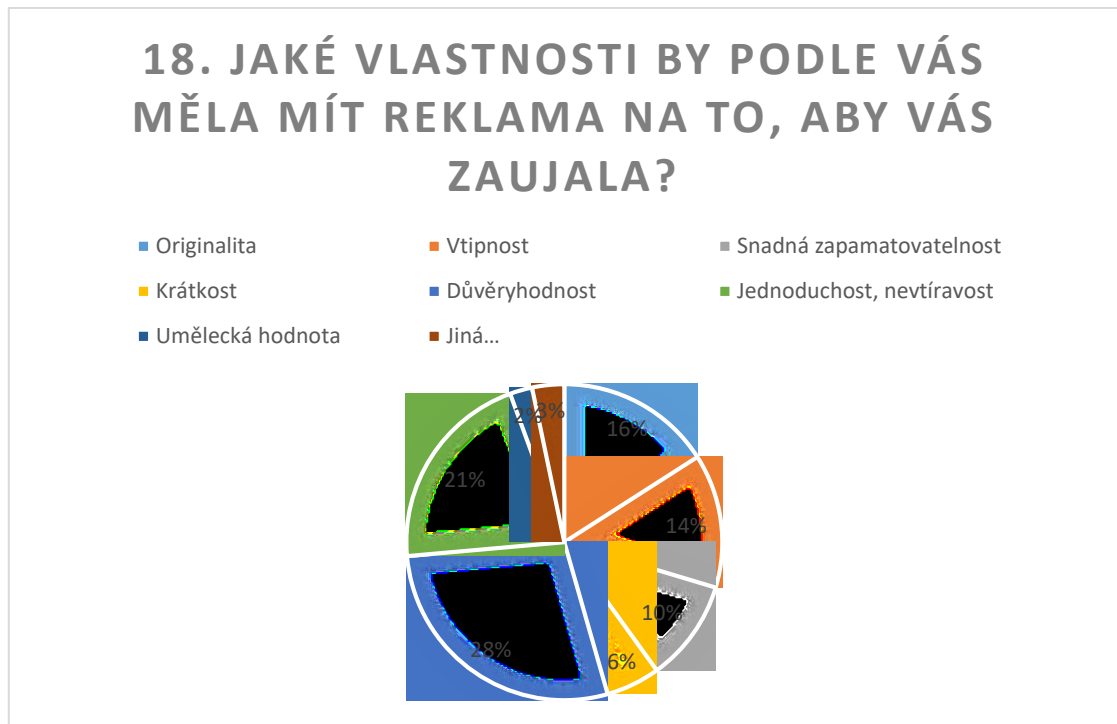 18. JAKÉ VLASTNOSTI BY PODLE VÁS
MĚLA MÍT REKLAMA NA TO, ABY VÁS
ZAUJALA?
Originalita
Vtipnost
Snadná zapamatovatelnost
Krátkost
Důvěryhodnost
Jednoduchost, nevtíravost
Umělecká hodnota
Jiná...
2%
3%
16%
21%
14%
10%
28%
6%